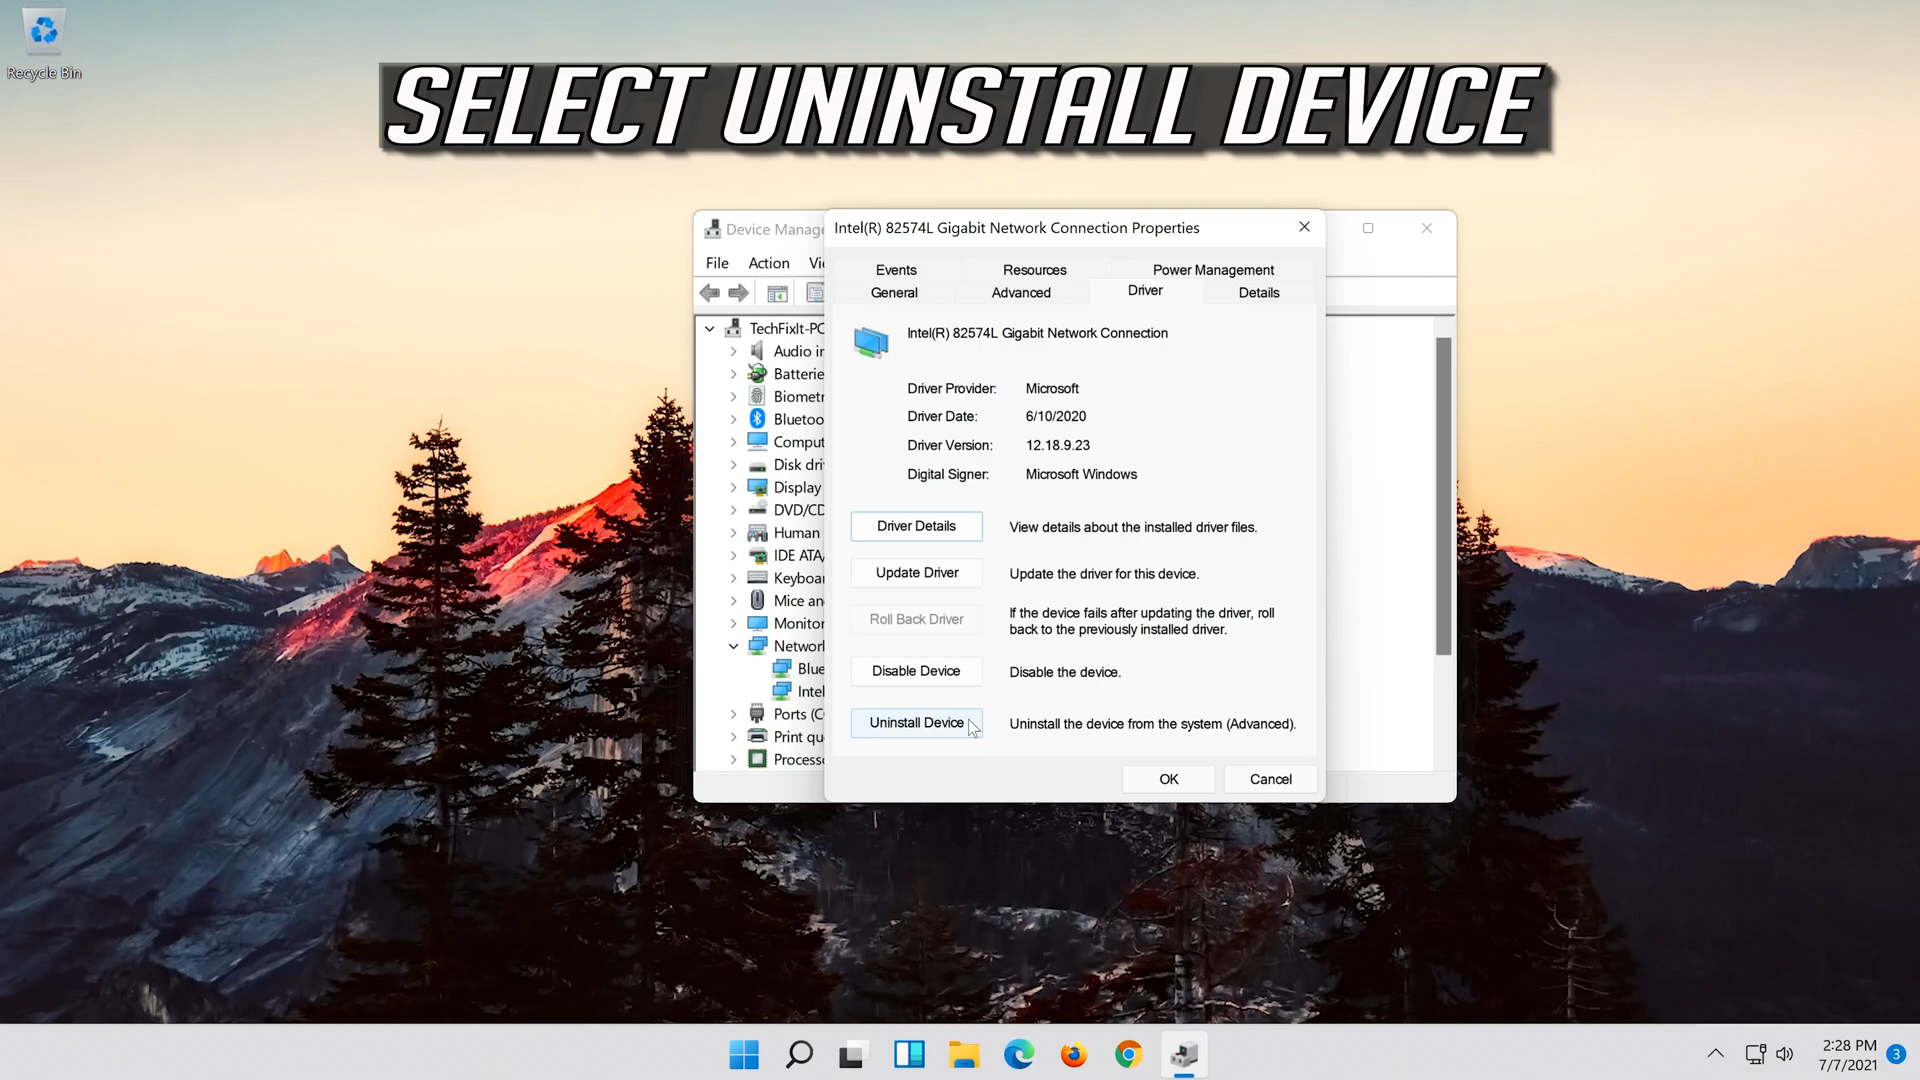 Recycle Bin
SELECT UNINSTALL DEVICE
Device Manage
File Action Vi
TechFixIt-PC
Audio in
Batterie
Biometr
Bluetoo
Comput
Disk dri
Display
DVD/CD
Human
IDE ATA/
Keyboar
Mice an
Monitor
Network
Blue
Intel
Ports (C
Print qu
Processo
Intel(R) 82574L Gigabit Network Connection Properties
Events Resources Power Management
General Advanced Driver Details
Intel(R) 82574L Gigabit Network Connection
Driver Provider: Microsoft
Driver Date: 6/10/2020
Driver Version: 12.18.9.23
Digital Signer: Microsoft Windows
Driver Details View details about the installed driver files.
Update Driver Update the driver for this device.
Roll Back Driver If the device fails after updating the driver, roll
back to the previously installed driver.
Disable Device Disable the device.
Uninstall Device Uninstall the device from the system (Advanced).
OK Cancel
2:28 PM
7/7/2021
3